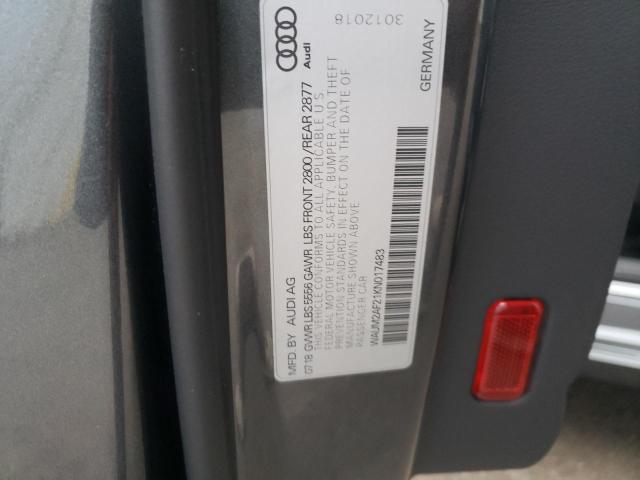 MFD. BY AUDI AG
0718 GVWR LBS 5556 GAWR LBS FRONT 2800 / REAR 2877
THIS VEHICLE CONFORMS TO ALL APPLICABLE U S
FEDERAL MOTOR VEHICLE SAFETY, BUMPER AND THEFT
PREVENTION STANDARDS IN EFFECT ON THE DATE OF
MANUFACTURE SHOWN ABOVE
PASSENGER CAR
WAUM2AF21KN017483
Audi
3012018
GERMANY